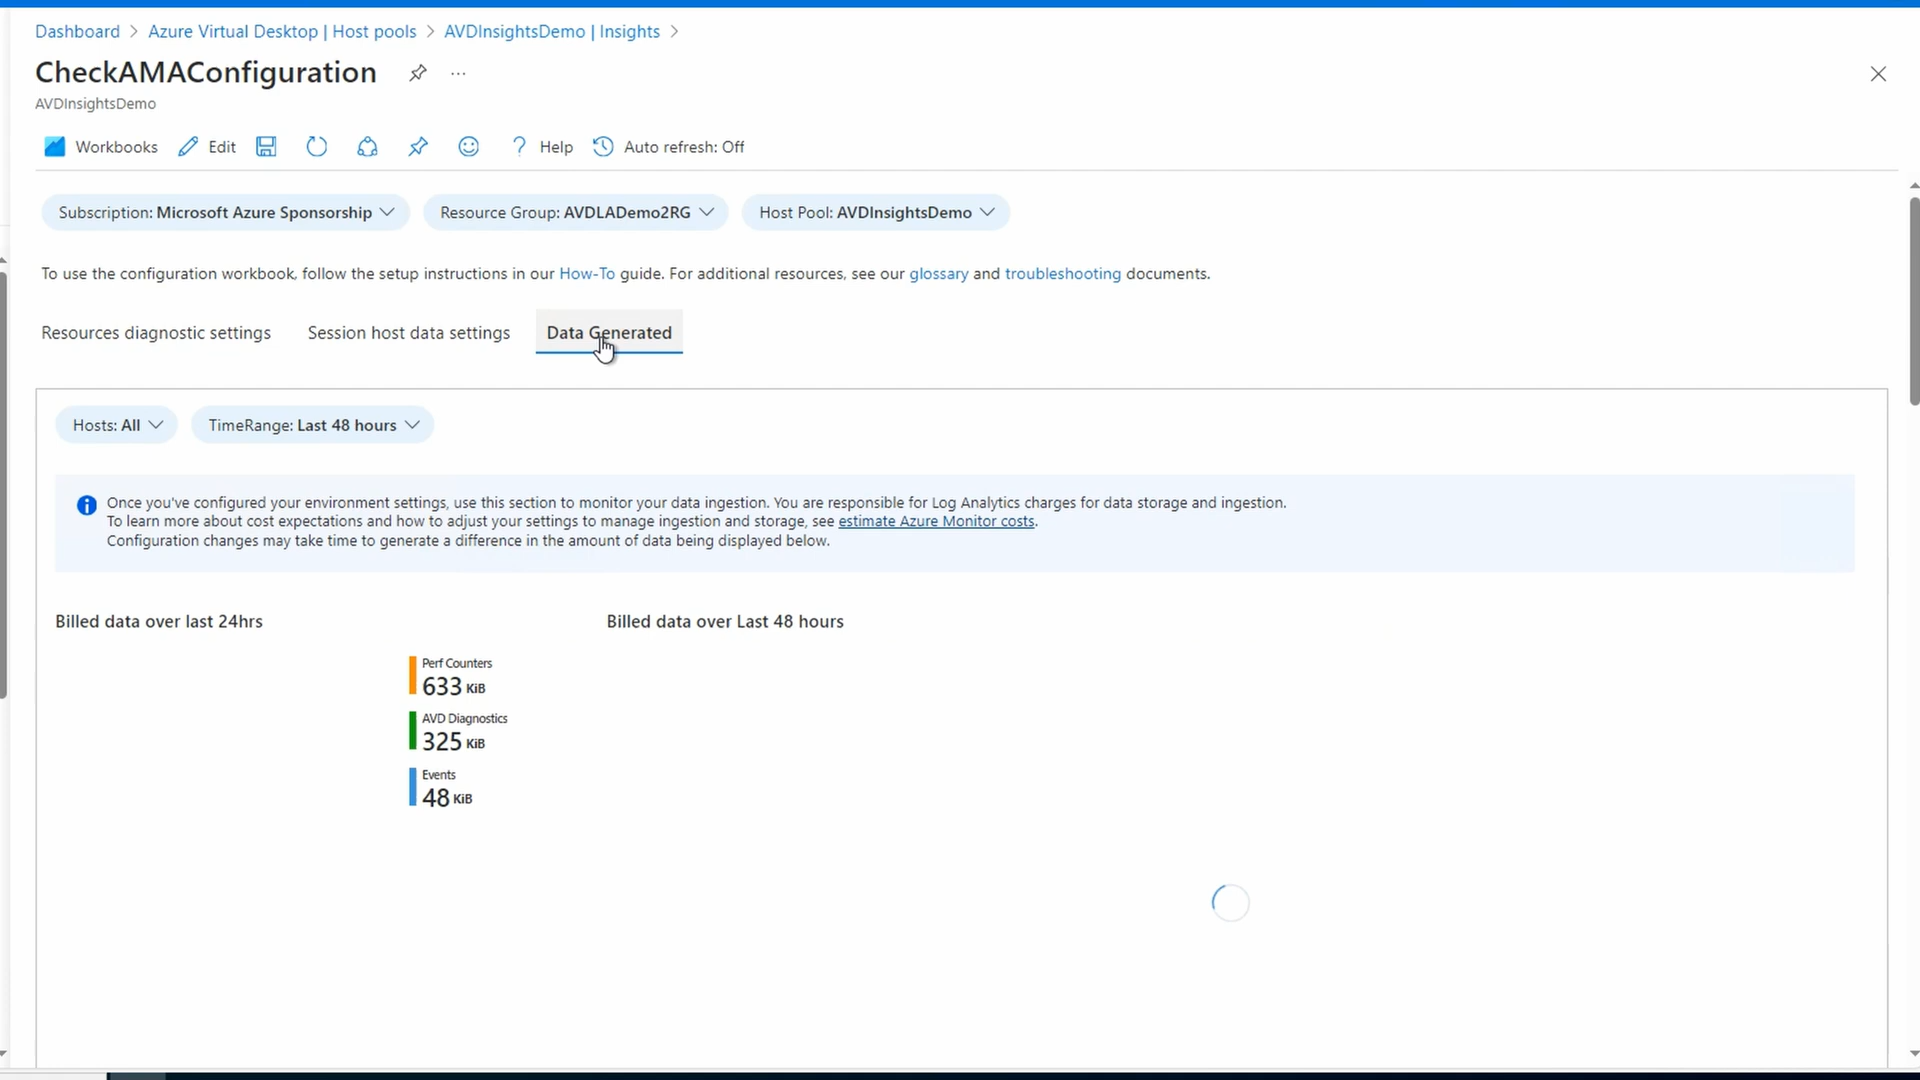 Dashboard > Azure Virtual Desktop | Host pools > AVDInsightsDemo | Insights >
CheckAMAConfiguration ...
AVDInsightsDemo
Workbooks Edit ? Help Auto refresh: Off
Subscription: Microsoft Azure Sponsorship Resource Group: AVDLADemo2RG Host Pool: AVDInsightsDemo
To use the configuration workbook, follow the setup instructions in our How-To guide. For additional resources, see our glossary and troubleshooting documents.
Resources diagnostic settings Session host data settings Data Generated
Hosts: All TimeRange: Last 48 hours
Once you've configured your environment settings, use this section to monitor your data ingestion. You are responsible for Log Analytics charges for data storage and ingestion.
To learn more about cost expectations and how to adjust your settings to manage ingestion and storage, see estimate Azure Monitor costs.
Configuration changes may take time to generate a difference in the amount of data being displayed below.
Billed data over last 24hrs Billed data over Last 48 hours
Perf Counters
633 KiB
AVD Diagnostics
325 KiB
Events
48 KiB